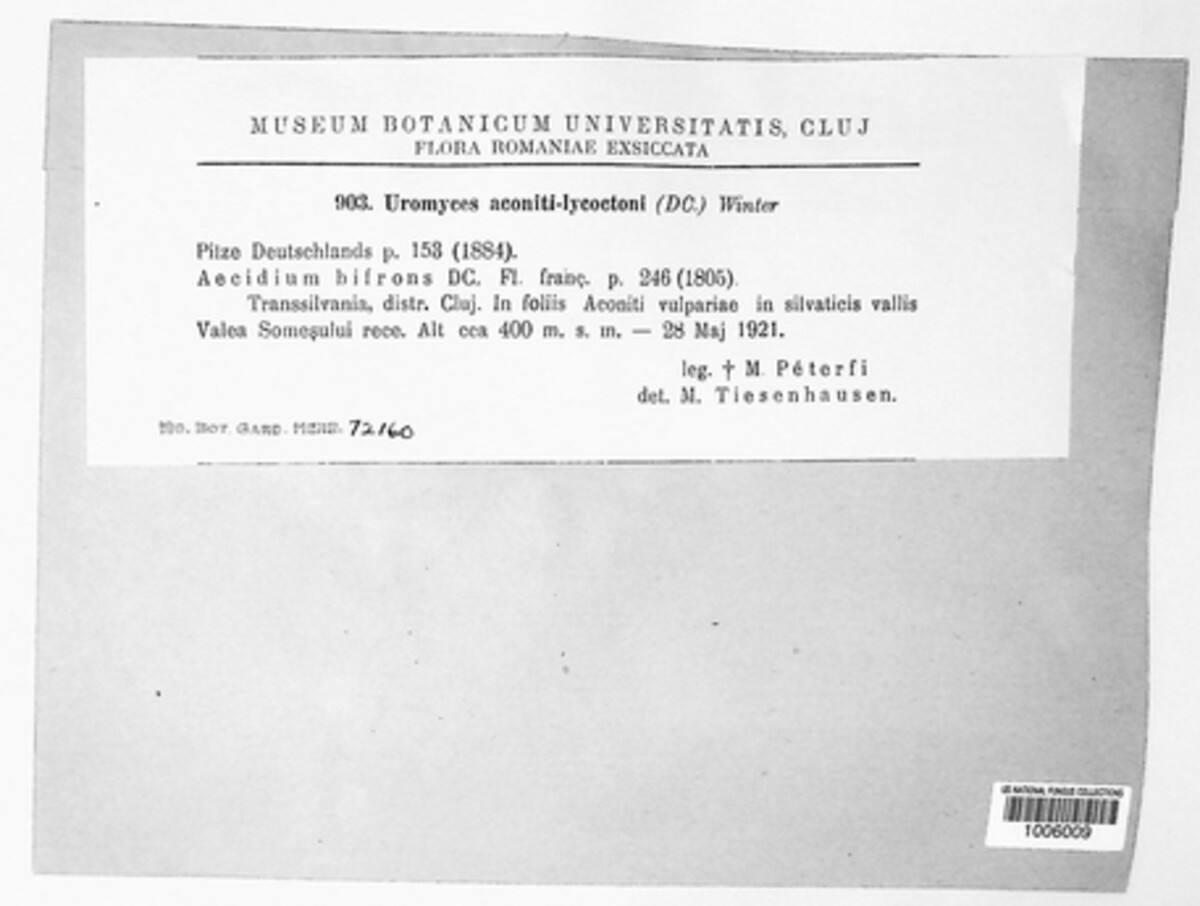 MUSEUM BOTANICUM UNIVERSITATIS, CLUJ
FLORA ROMANIAE EXSICCATA
903. Uromyces aconiti-lycoctoni (DC.) Winter
Pilze Deutschlands p. 153 (1884).
Aecidium bifrons DC. Fl. franç. p. 246 (1805).
Transsilvania, distr. Cluj. In foliis Aconiti vulpariae in silvaticis vallis
Valea Someşului rece. Alt cca 400 m. s. m. — 28 Maj 1921.
leg. † M. Péterfi
det. M. Tiesenhausen.
MO. BOT. GARD. HERB. 72160
US NATIONAL FUNGUS COLLECTIONS
1006009